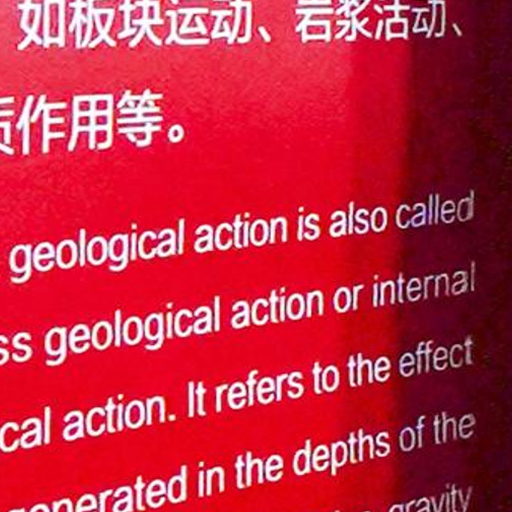 如板块运动、岩浆活动、
质作用等。
geological action is also called
ss geological action or internal
cal action. It refers to the effect
generated in the depths of the
gravity